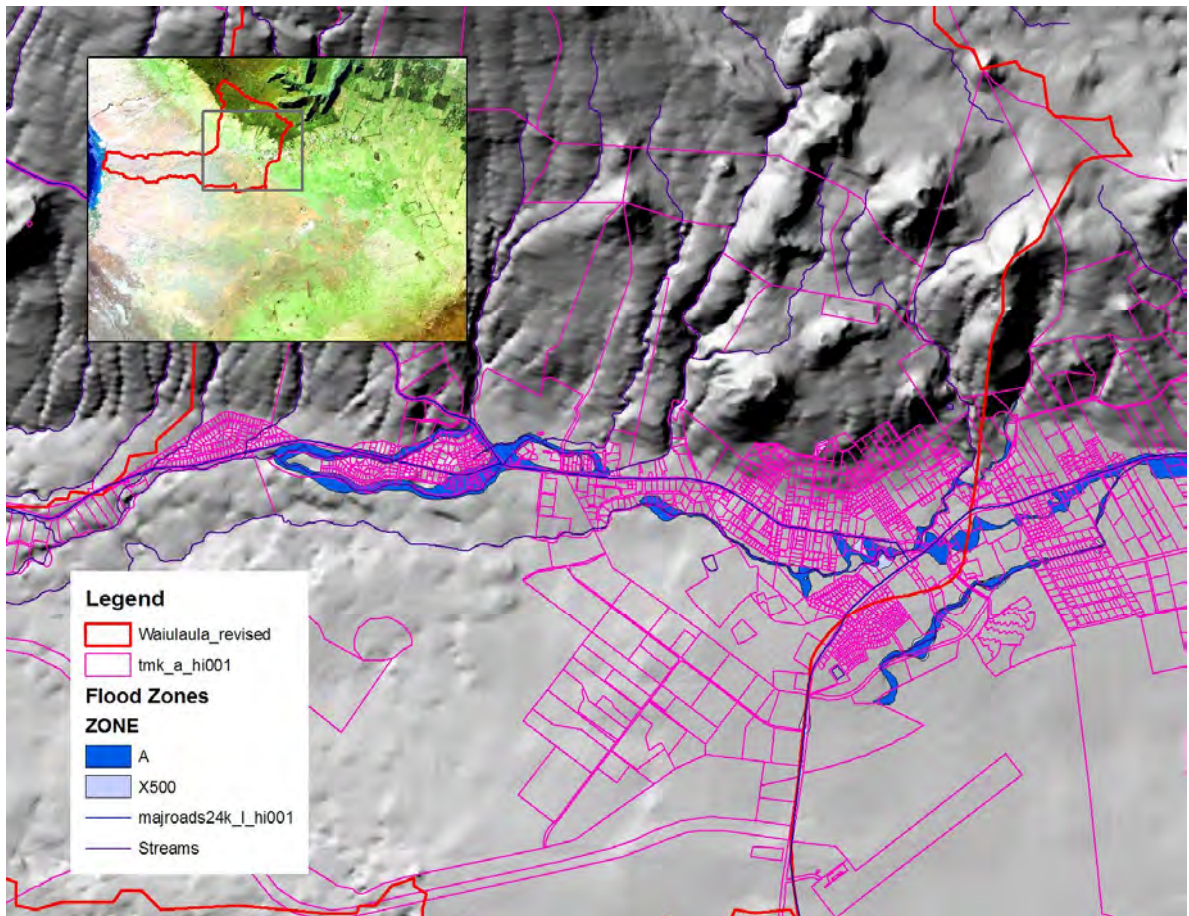 Legend
Waiulaula_revised
tmk_a_hi001
Flood Zones
ZONE
A
X500
majroads24k_l_hi001
Streams